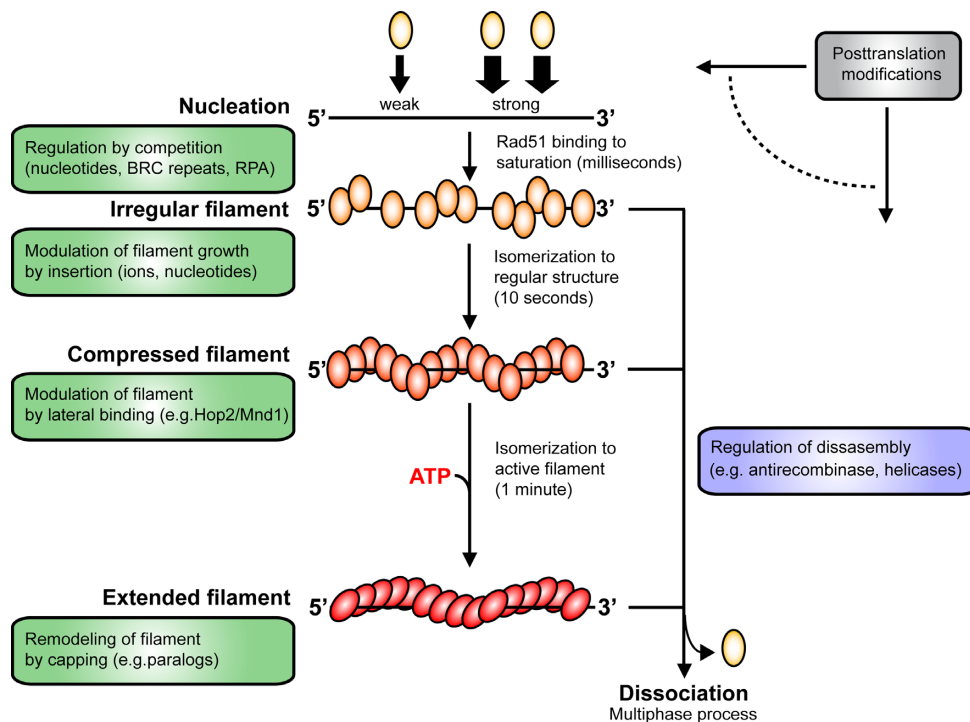 Posttranslation
modifications
weak
strong
Nucleation
5’
3’
Regulation by competition
(nucleotides, BRC repeats, RPA)
Rad51 binding to
saturation (milliseconds)
Irregular filament
5’
3’
Modulation of filament growth
by insertion (ions, nucleotides)
Isomerization to
regular structure
(10 seconds)
Compressed filament
5’
3’
Modulation of filament
by lateral binding (e.g.Hop2/Mnd1)
Isomerization to
active filament
(1 minute)
ATP
Regulation of dissasembly
(e.g. antirecombinase, helicases)
Extended filament
5’
3’
Remodeling of filament
by capping (e.g.paralogs)
Dissociation
Multiphase process